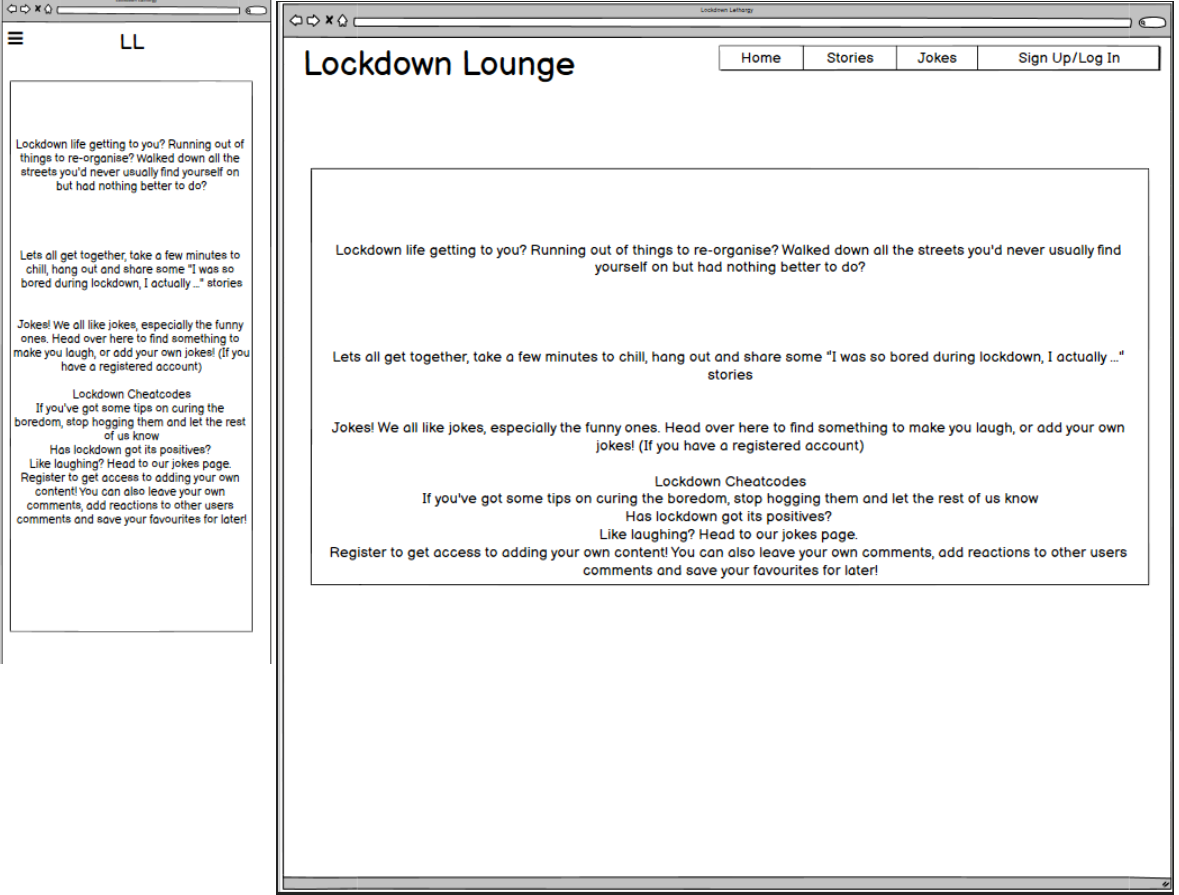 LL
Lockdown life getting to you? Running out of
things to re-organise? Walked down all the
streets you'd never usually find yourself on
but had nothing better to do?
Lets all get together, take a few minutes to
chill, hang out and share some "I was so
bored during lockdown, I actually ..." stories
Jokes! We all like jokes, especially the funny
ones. Head over here to find something to
make you laugh, or add your own jokes! (If you
have a registered account)
Lockdown Cheatcodes
If you've got some tips on curing the
boredom, stop hogging them and let the rest
of us know
Has lockdown got its positives?
Like laughing? Head to our jokes page.
Register to get access to adding your own
content! You can also leave your own
comments, add reactions to other users
comments and save your favourites for later!
Lockdown Lethargy
Lockdown Lounge
Home Stories Jokes Sign Up/Log In
Lockdown life getting to you? Running out of things to re-organise? Walked down all the streets you'd never usually find
yourself on but had nothing better to do?
Lets all get together, take a few minutes to chill, hang out and share some "I was so bored during lockdown, I actually ..."
stories
Jokes! We all like jokes, especially the funny ones. Head over here to find something to make you laugh, or add your own
jokes! (If you have a registered account)
Lockdown Cheatcodes
If you've got some tips on curing the boredom, stop hogging them and let the rest of us know
Has lockdown got its positives?
Like laughing? Head to our jokes page.
Register to get access to adding your own content! You can also leave your own comments, add reactions to other users
comments and save your favourites for later!